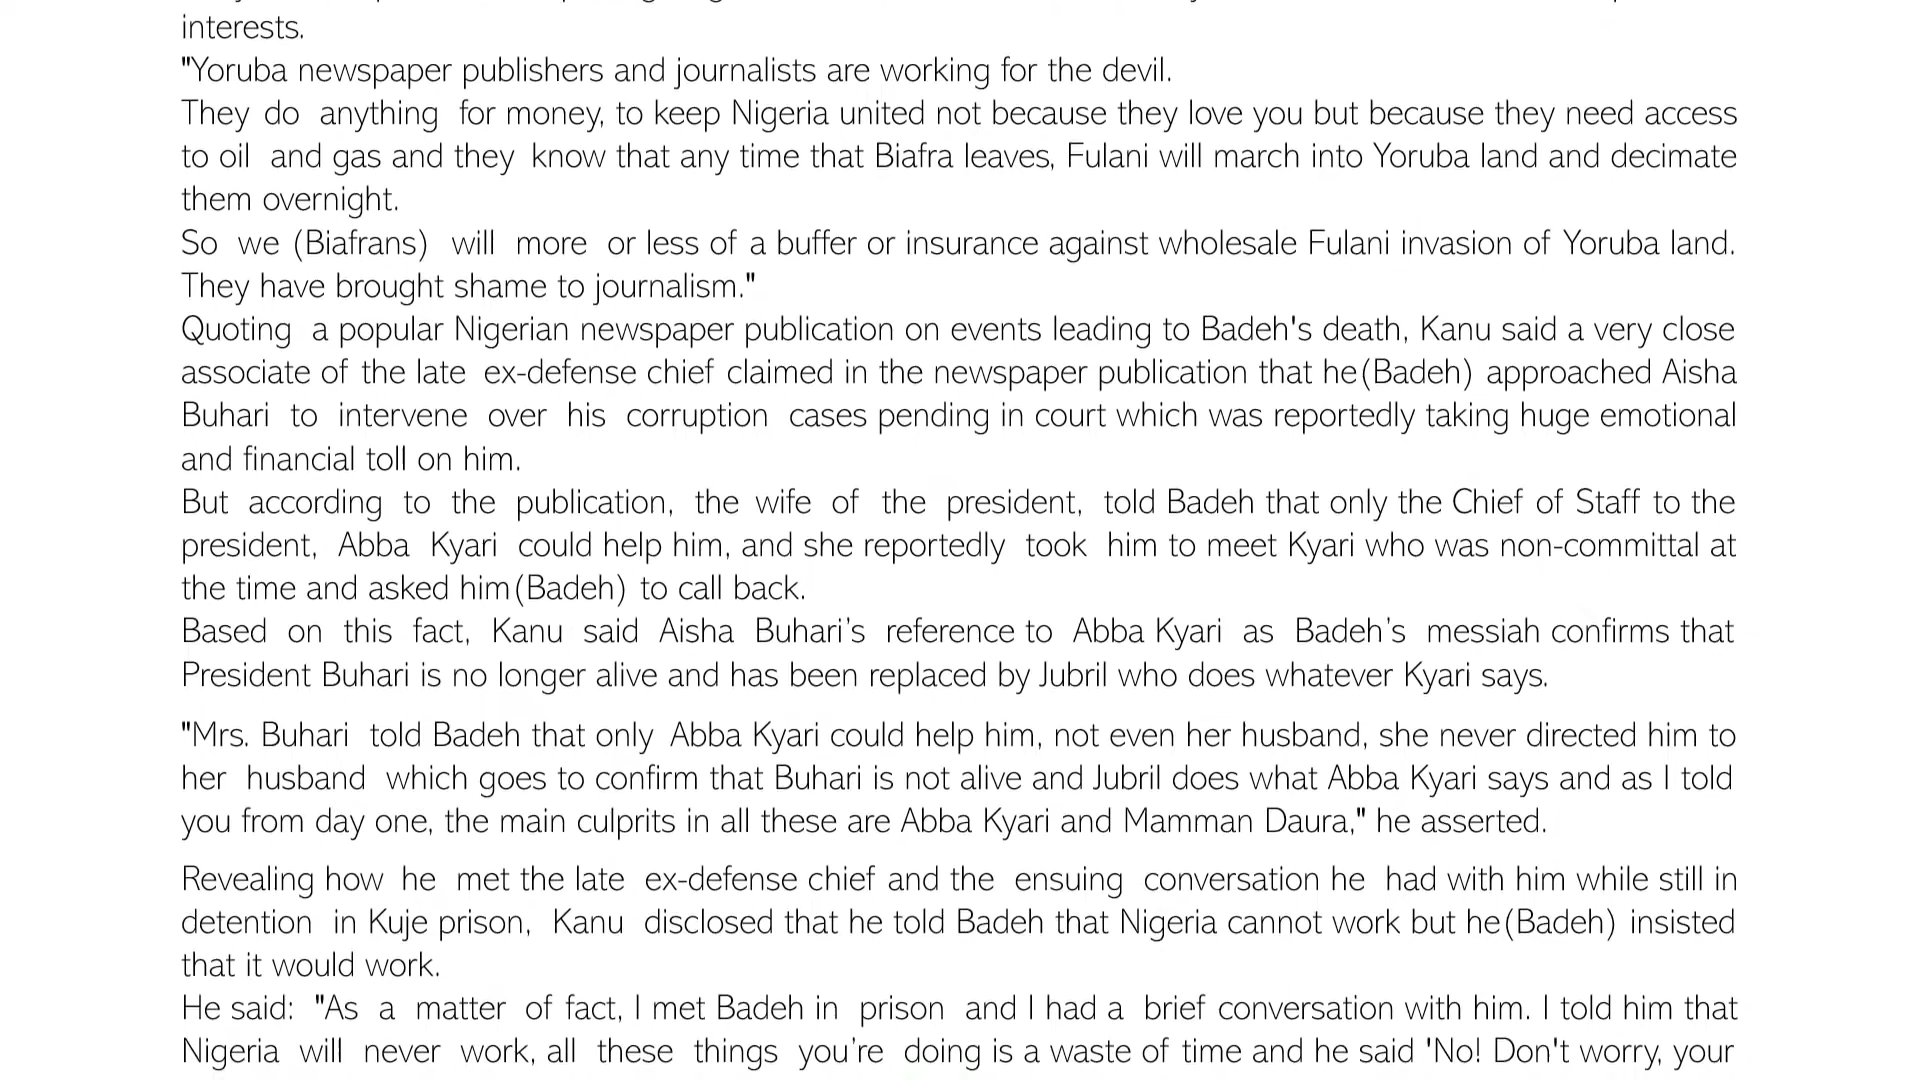 interests.
"Yoruba newspaper publishers and journalists are working for the devil.
They do anything for money, to keep Nigeria united not because they love you but because they need access
to oil and gas and they know that any time that Biafra leaves, Fulani will march into Yoruba land and decimate
them overnight.
So we (Biafrans) will more or less of a buffer or insurance against wholesale Fulani invasion of Yoruba land.
They have brought shame to journalism."
Quoting a popular Nigerian newspaper publication on events leading to Badeh's death, Kanu said a very close
associate of the late ex-defense chief claimed in the newspaper publication that he(Badeh) approached Aisha
Buhari to intervene over his corruption cases pending in court which was reportedly taking huge emotional
and financial toll on him.
But according to the publication, the wife of the president, told Badeh that only the Chief of Staff to the
president, Abba Kyari could help him, and she reportedly took him to meet Kyari who was non-committal at
the time and asked him(Badeh) to call back.
Based on this fact, Kanu said Aisha Buhari's reference to Abba Kyari as Badeh's messiah confirms that
President Buhari is no longer alive and has been replaced by Jubril who does whatever Kyari says.
"Mrs. Buhari told Badeh that only Abba Kyari could help him, not even her husband, she never directed him to
her husband which goes to confirm that Buhari is not alive and Jubril does what Abba Kyari says and as I told
you from day one, the main culprits in all these are Abba Kyari and Mamman Daura," he asserted.
Revealing how he met the late ex-defense chief and the ensuing conversation he had with him while still in
detention in Kuje prison, Kanu disclosed that he told Badeh that Nigeria cannot work but he(Badeh) insisted
that it would work.
He said: "As a matter of fact, I met Badeh in prison and I had a brief conversation with him. I told him that
Nigeria will never work, all these things you're doing is a waste of time and he said 'No! Don't worry, your